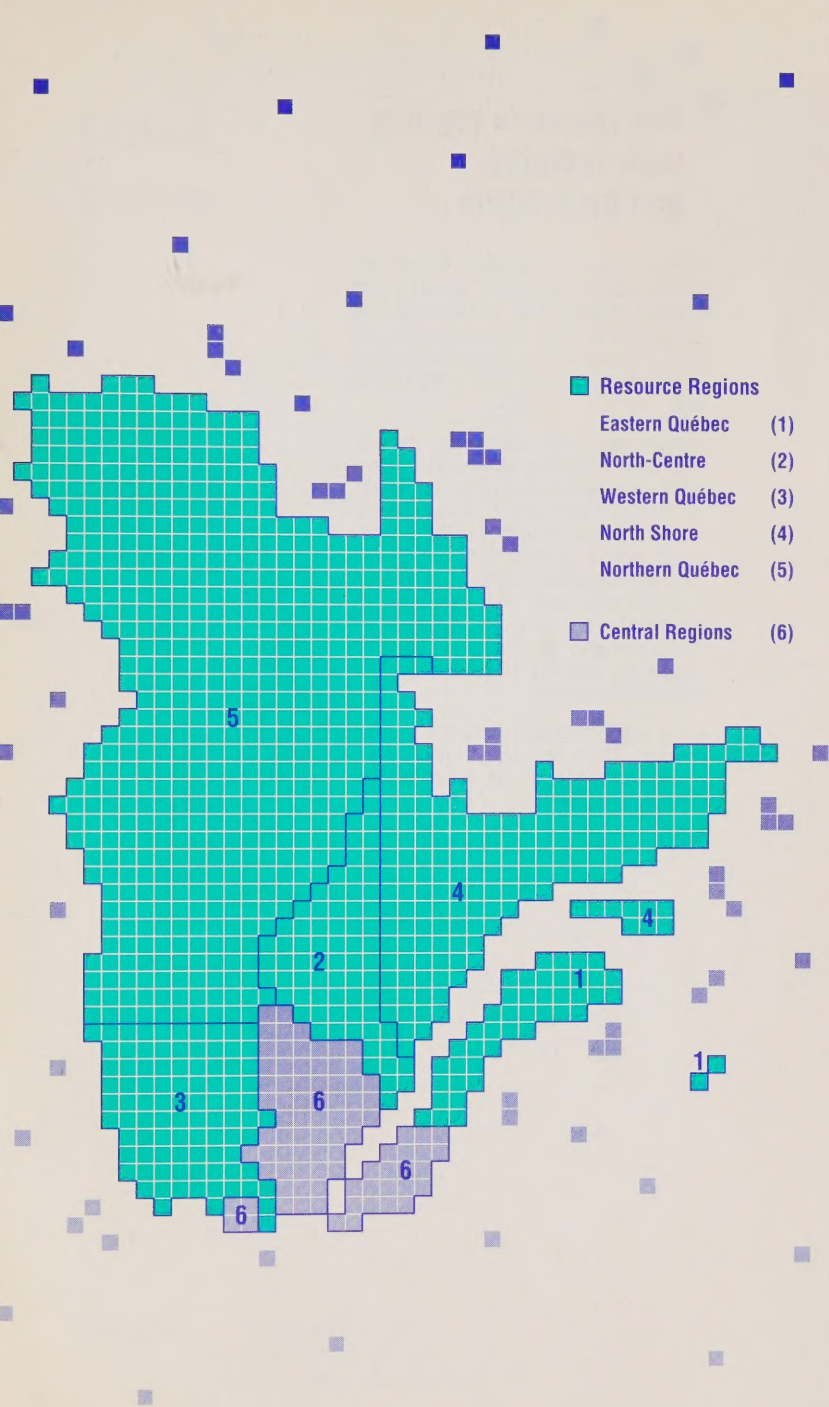 Resource Regions
Eastern Québec (1)
North-Centre (2)
Western Québec (3)
North Shore (4)
Northern Québec (5)
Central Regions (6)
5
4
4
2
1
1
3
6
6
6